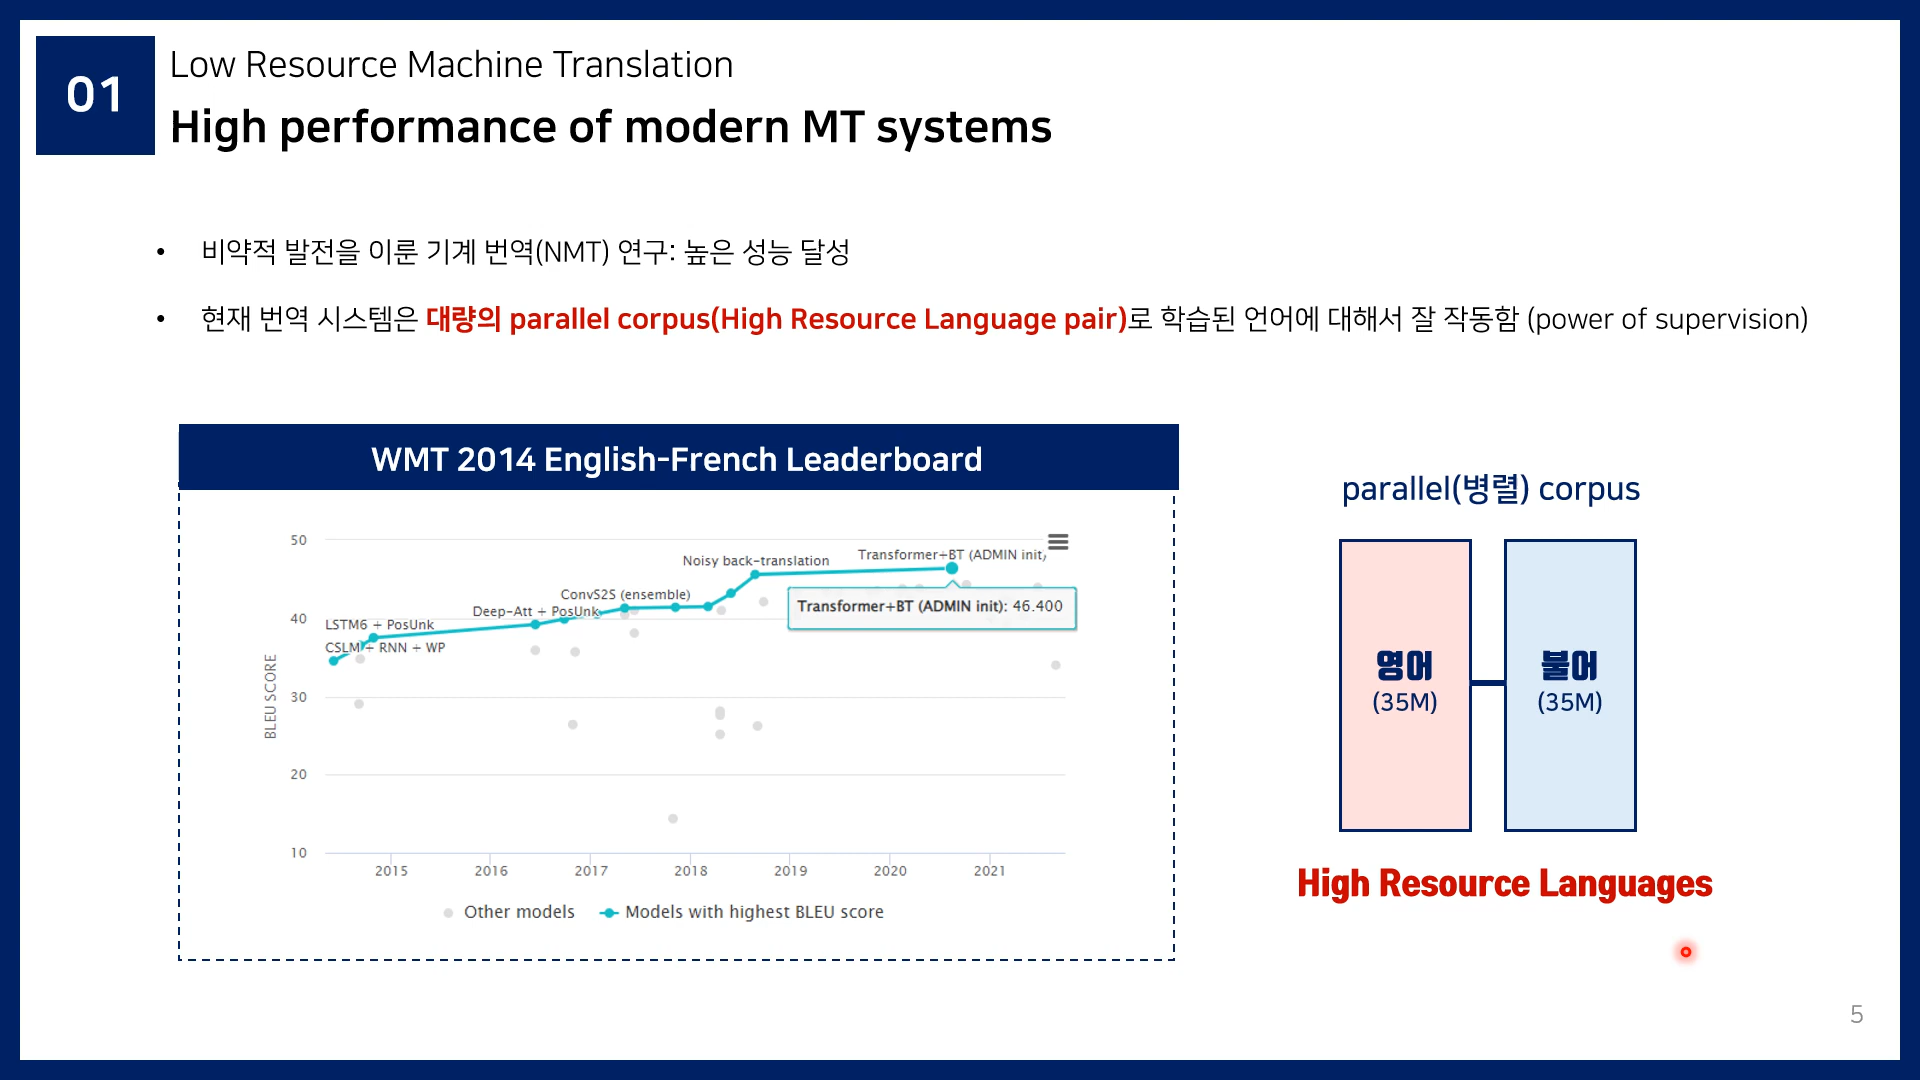 01
Low Resource Machine Translation
High performance of modern MT systems
• 비약적 발전을 이룬 기계 번역(NMT) 연구: 높은 성능 달성
• 현재 번역 시스템은 대량의 parallel corpus(High Resource Language pair)로 학습된 언어에 대해서 잘 작동함 (power of supervision)
WMT 2014 English-French Leaderboard
BLEU SCORE
50
40
30
20
10
CSLM + RNN + WP
LSTM6 + PosUnk
Deep-Att + PosUnk
ConvS2S (ensemble)
Noisy back-translation
Transformer+BT (ADMIN init)
Transformer+BT (ADMIN init): 46.400
2015 2016 2017 2018 2019 2020 2021
Other models
Models with highest BLEU score
parallel(병렬) corpus
영어
(35M)
불어
(35M)
High Resource Languages
5